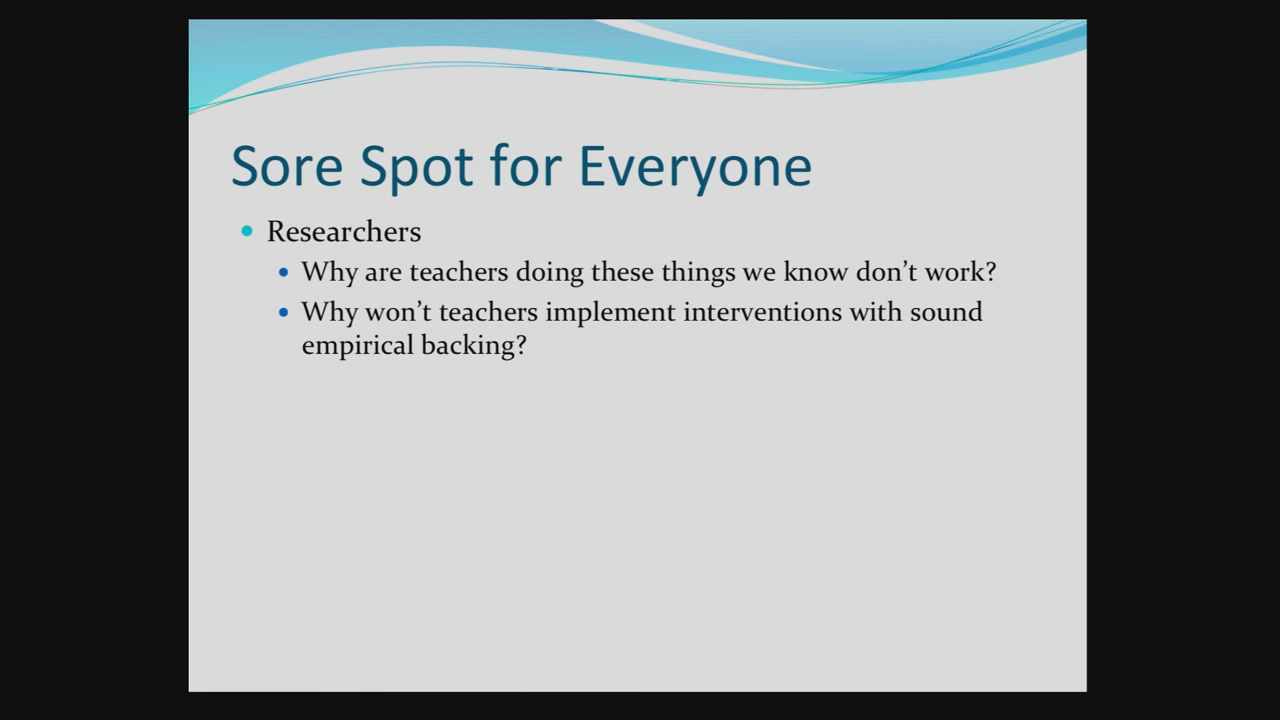 Sore Spot for Everyone
Researchers
Why are teachers doing these things we know don’t work?
Why won’t teachers implement interventions with sound
empirical backing?